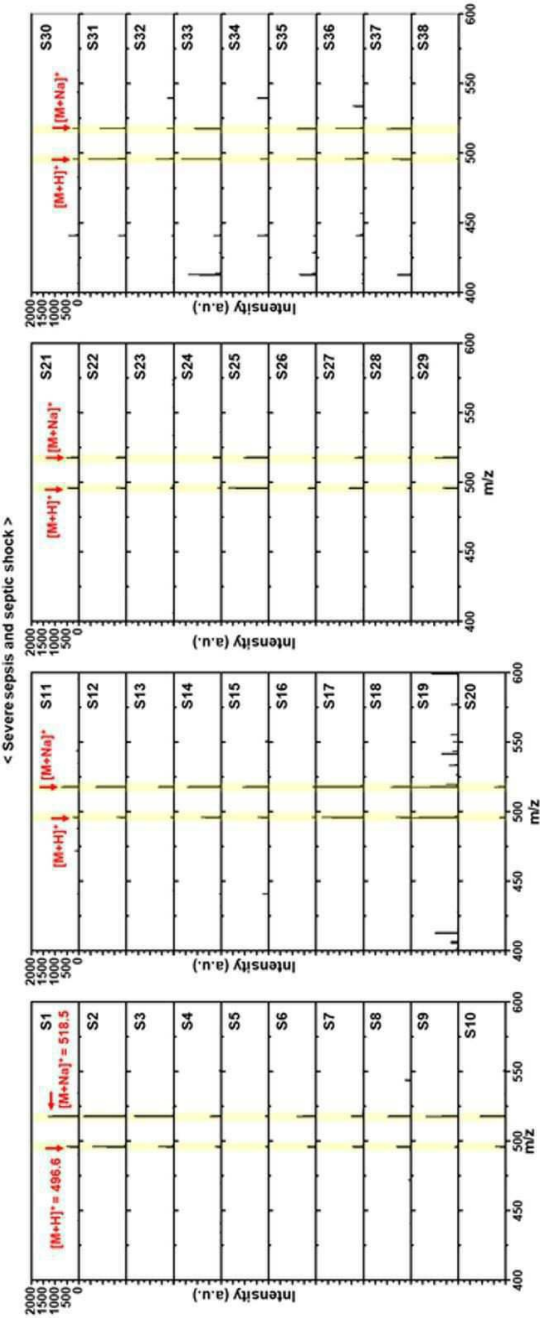 < Severe sepsis and septic shock >
2000
1500
1000
500
0
Intensity (a.u.)
[M+H]⁺ = 496.6
[M+Na]⁺ = 518.5
S1
S2
S3
S4
S5
S6
S7
S8
S9
S10
400 450 500 550 600
m/z
2000
1500
1000
500
0
Intensity (a.u.)
[M+H]⁺
[M+Na]⁺
S11
S12
S13
S14
S15
S16
S17
S18
S19
S20
400 450 500 550 600
m/z
2000
1500
1000
500
0
Intensity (a.u.)
[M+H]⁺
[M+Na]⁺
S21
S22
S23
S24
S25
S26
S27
S28
S29
400 450 500 550 600
m/z
2000
1500
1000
500
0
Intensity (a.u.)
[M+H]⁺
[M+Na]⁺
S30
S31
S32
S33
S34
S35
S36
S37
S38
400 450 500 550 600